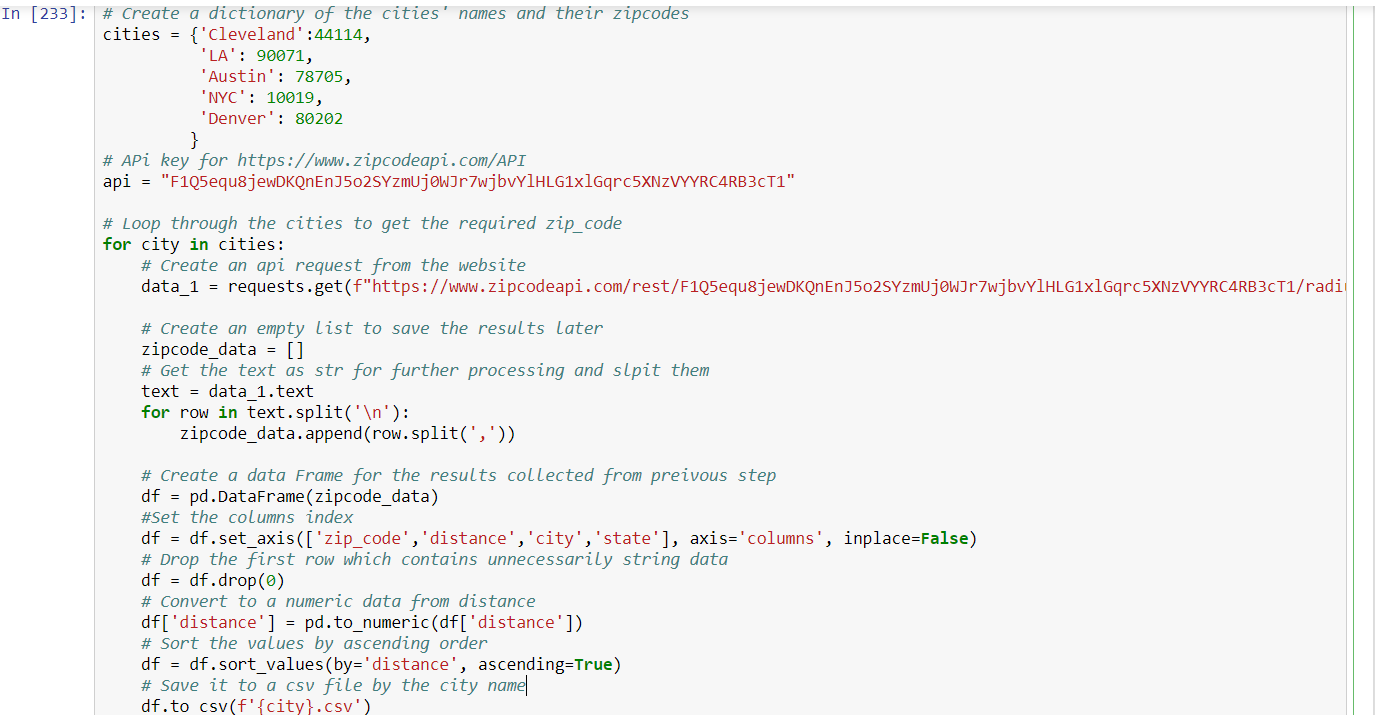 In [233]: # Create a dictionary of the cities' names and their zipcodes
cities = {'Cleveland':44114,
'LA': 90071,
'Austin': 78705,
'NYC': 10019,
'Denver': 80202
}
# APi key for https://www.zipcodeapi.com/API
api = "F1Q5equ8jewDKQnEnJ5o2SYzmUj0WJr7wjbvYlHLG1xlGqrc5XNzVYYRC4RB3cT1"
# Loop through the cities to get the required zip_code
for city in cities:
# Create an api request from the website
data_1 = requests.get(f"https://www.zipcodeapi.com/rest/F1Q5equ8jewDKQnEnJ5o2SYzmUj0WJr7wjbvYlHLG1xlGqrc5XNzVYYRC4RB3cT1/radi
# Create an empty list to save the results later
zipcode_data = []
# Get the text as str for further processing and slpit them
text = data_1.text
for row in text.split('\n'):
zipcode_data.append(row.split(','))
# Create a data Frame for the results collected from preivous step
df = pd.DataFrame(zipcode_data)
#Set the columns index
df = df.set_axis(['zip_code','distance','city','state'], axis='columns', inplace=False)
# Drop the first row which contains unnecessarily string data
df = df.drop(0)
# Convert to a numeric data from distance
df['distance'] = pd.to_numeric(df['distance'])
# Sort the values by ascending order
df = df.sort_values(by='distance', ascending=True)
# Save it to a csv file by the city name
df.to_csv(f'{city}.csv')